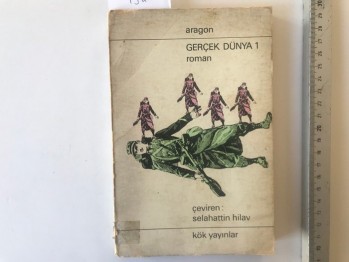 aragon
GERÇEK DÜNYA 1
roman
çeviren :
selahattin hilav
kök yayınlar